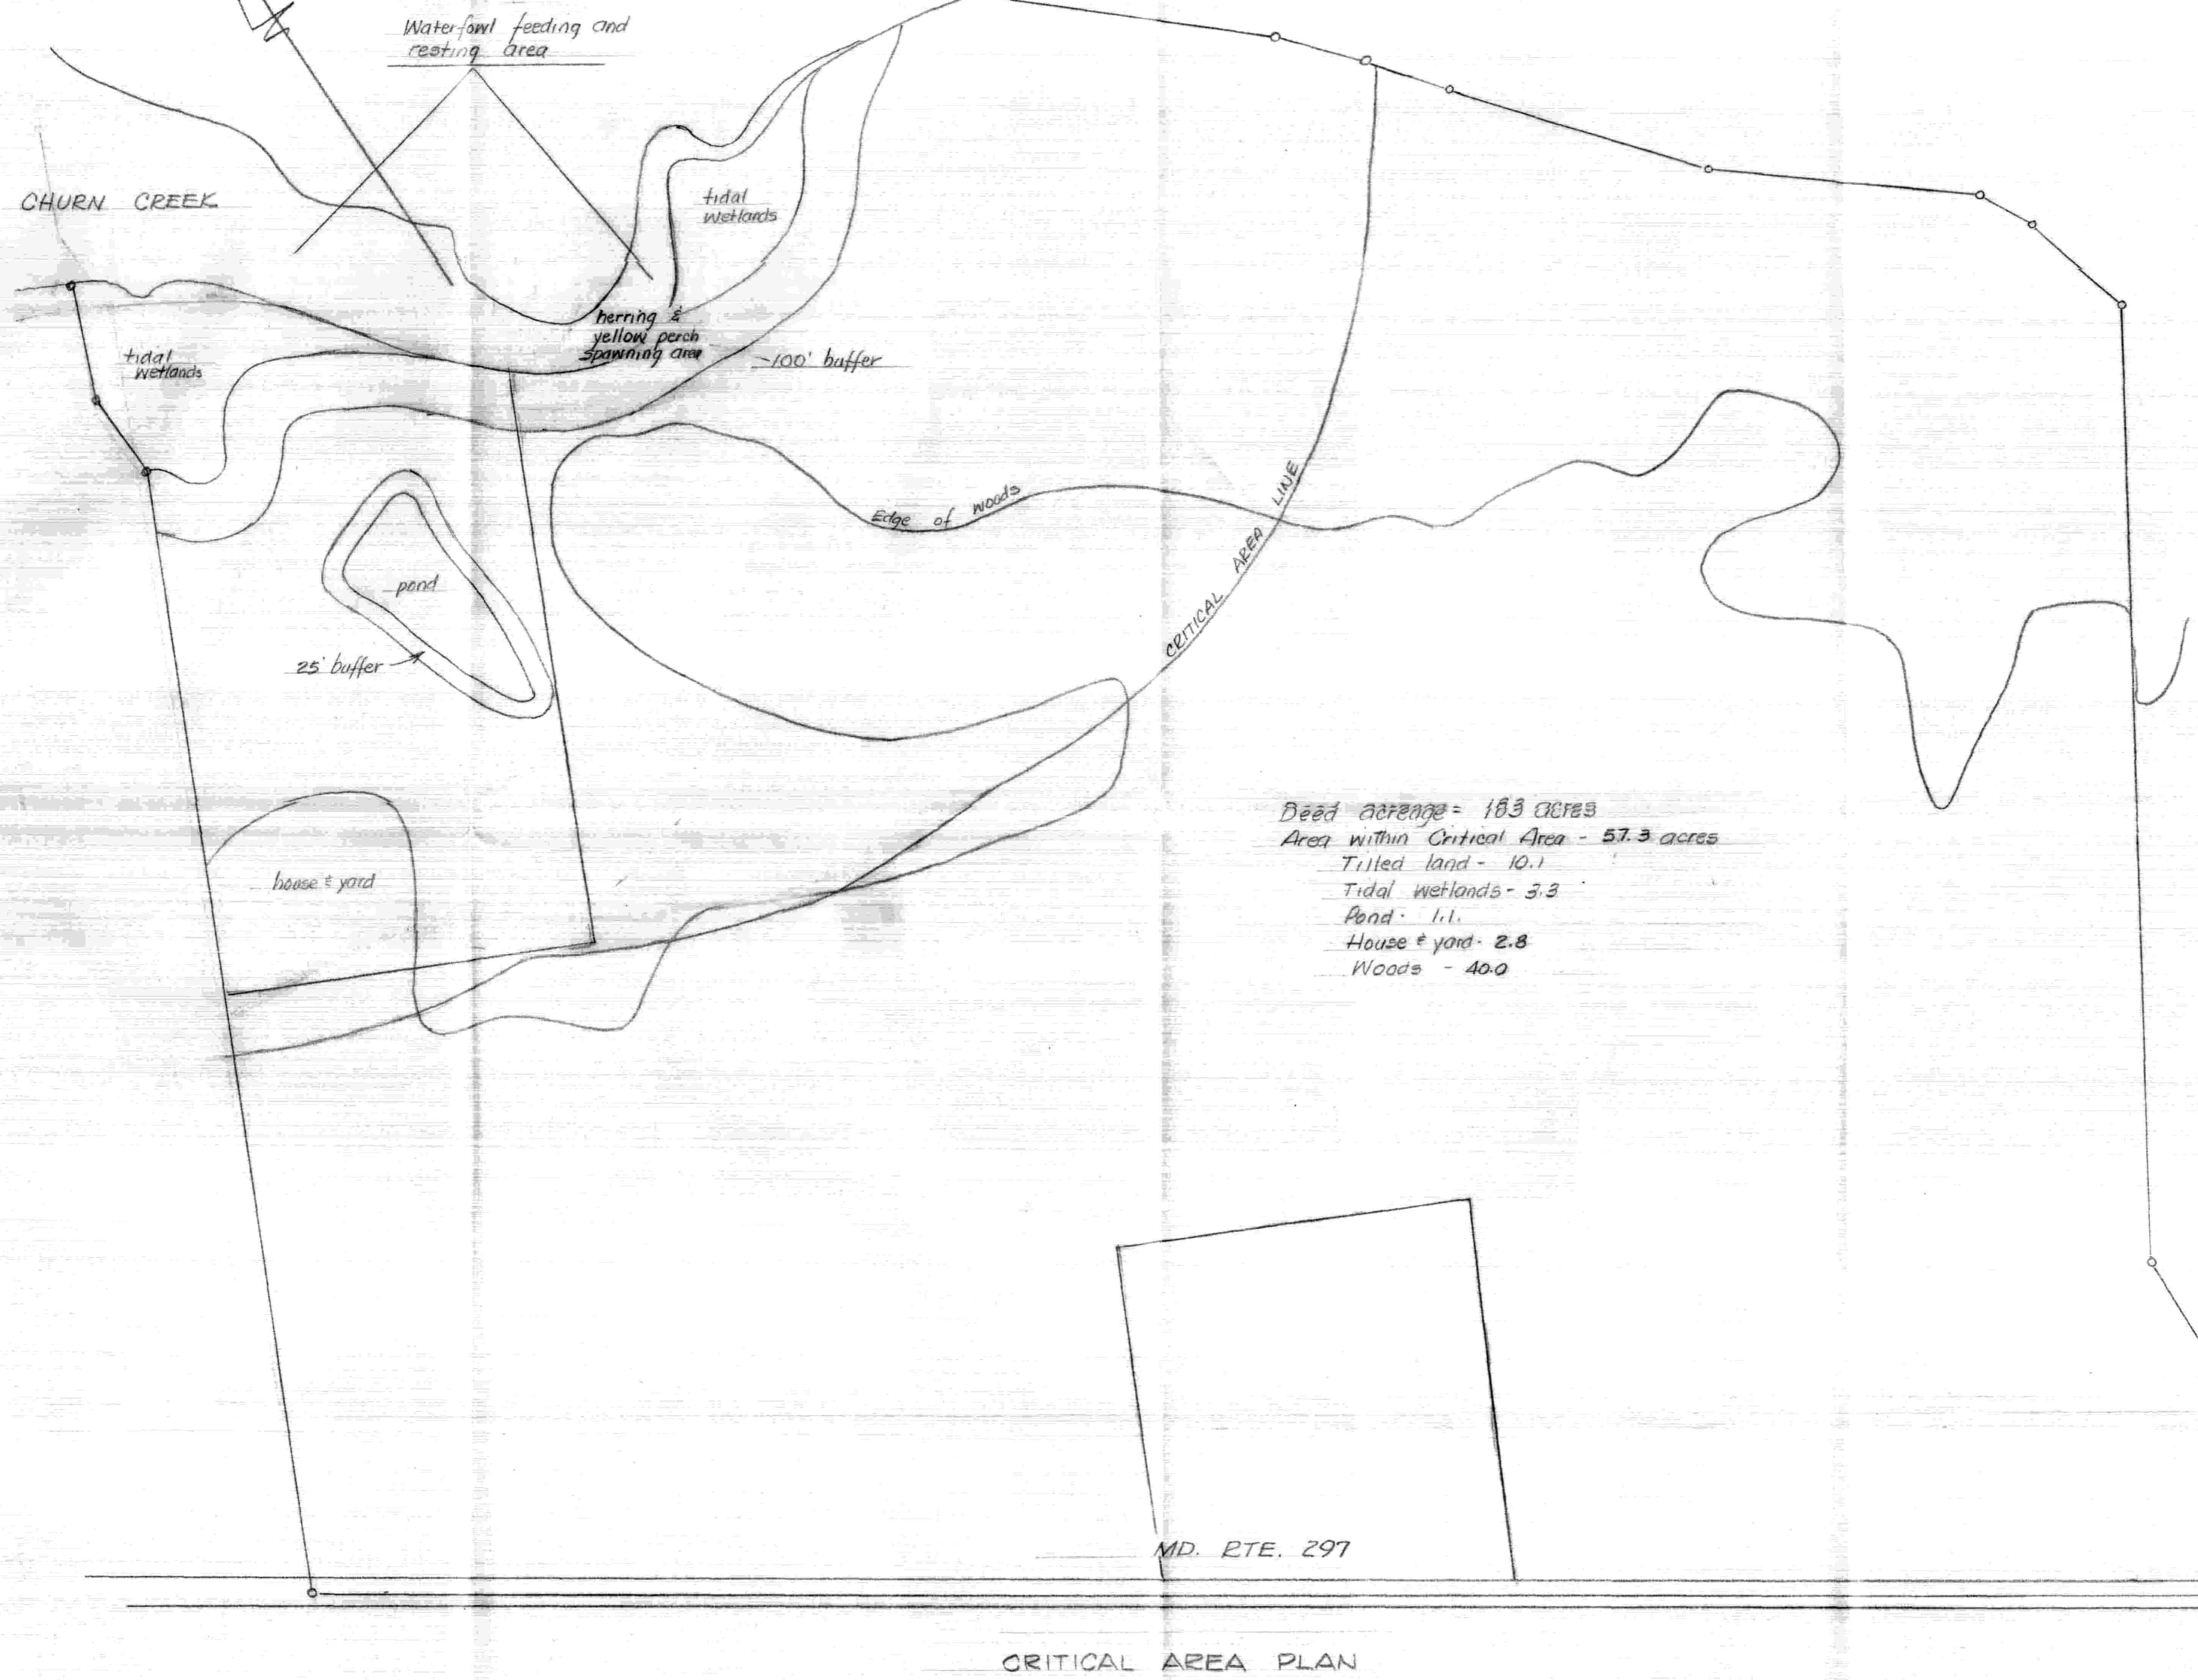 Waterfowl feeding and
resting area
CHURN CREEK
tidal
wetlands
herring &
yellow perch
spawning area
100' buffer
tidal
wetlands
Edge of woods
CRITICAL AREA LINE
pond
25' buffer
house & yard
Deed acreage = 183 acres
Area within Critical Area - 57.3 acres
Tilled land - 10.1
Tidal wetlands - 3.3
Pond - 1.1
House & yard - 2.8
Woods - 40.0
MD. RTE. 297
CRITICAL AREA PLAN